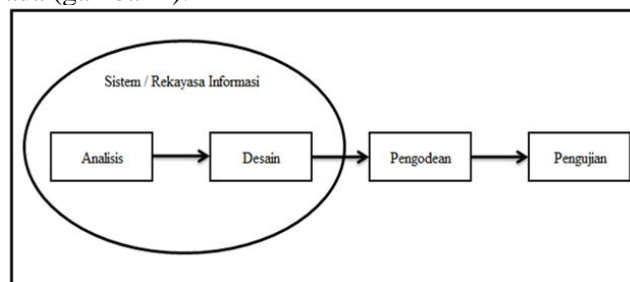 Sistem / Rekayasa Informasi
Analisis
Desain
Pengodean
Pengujian